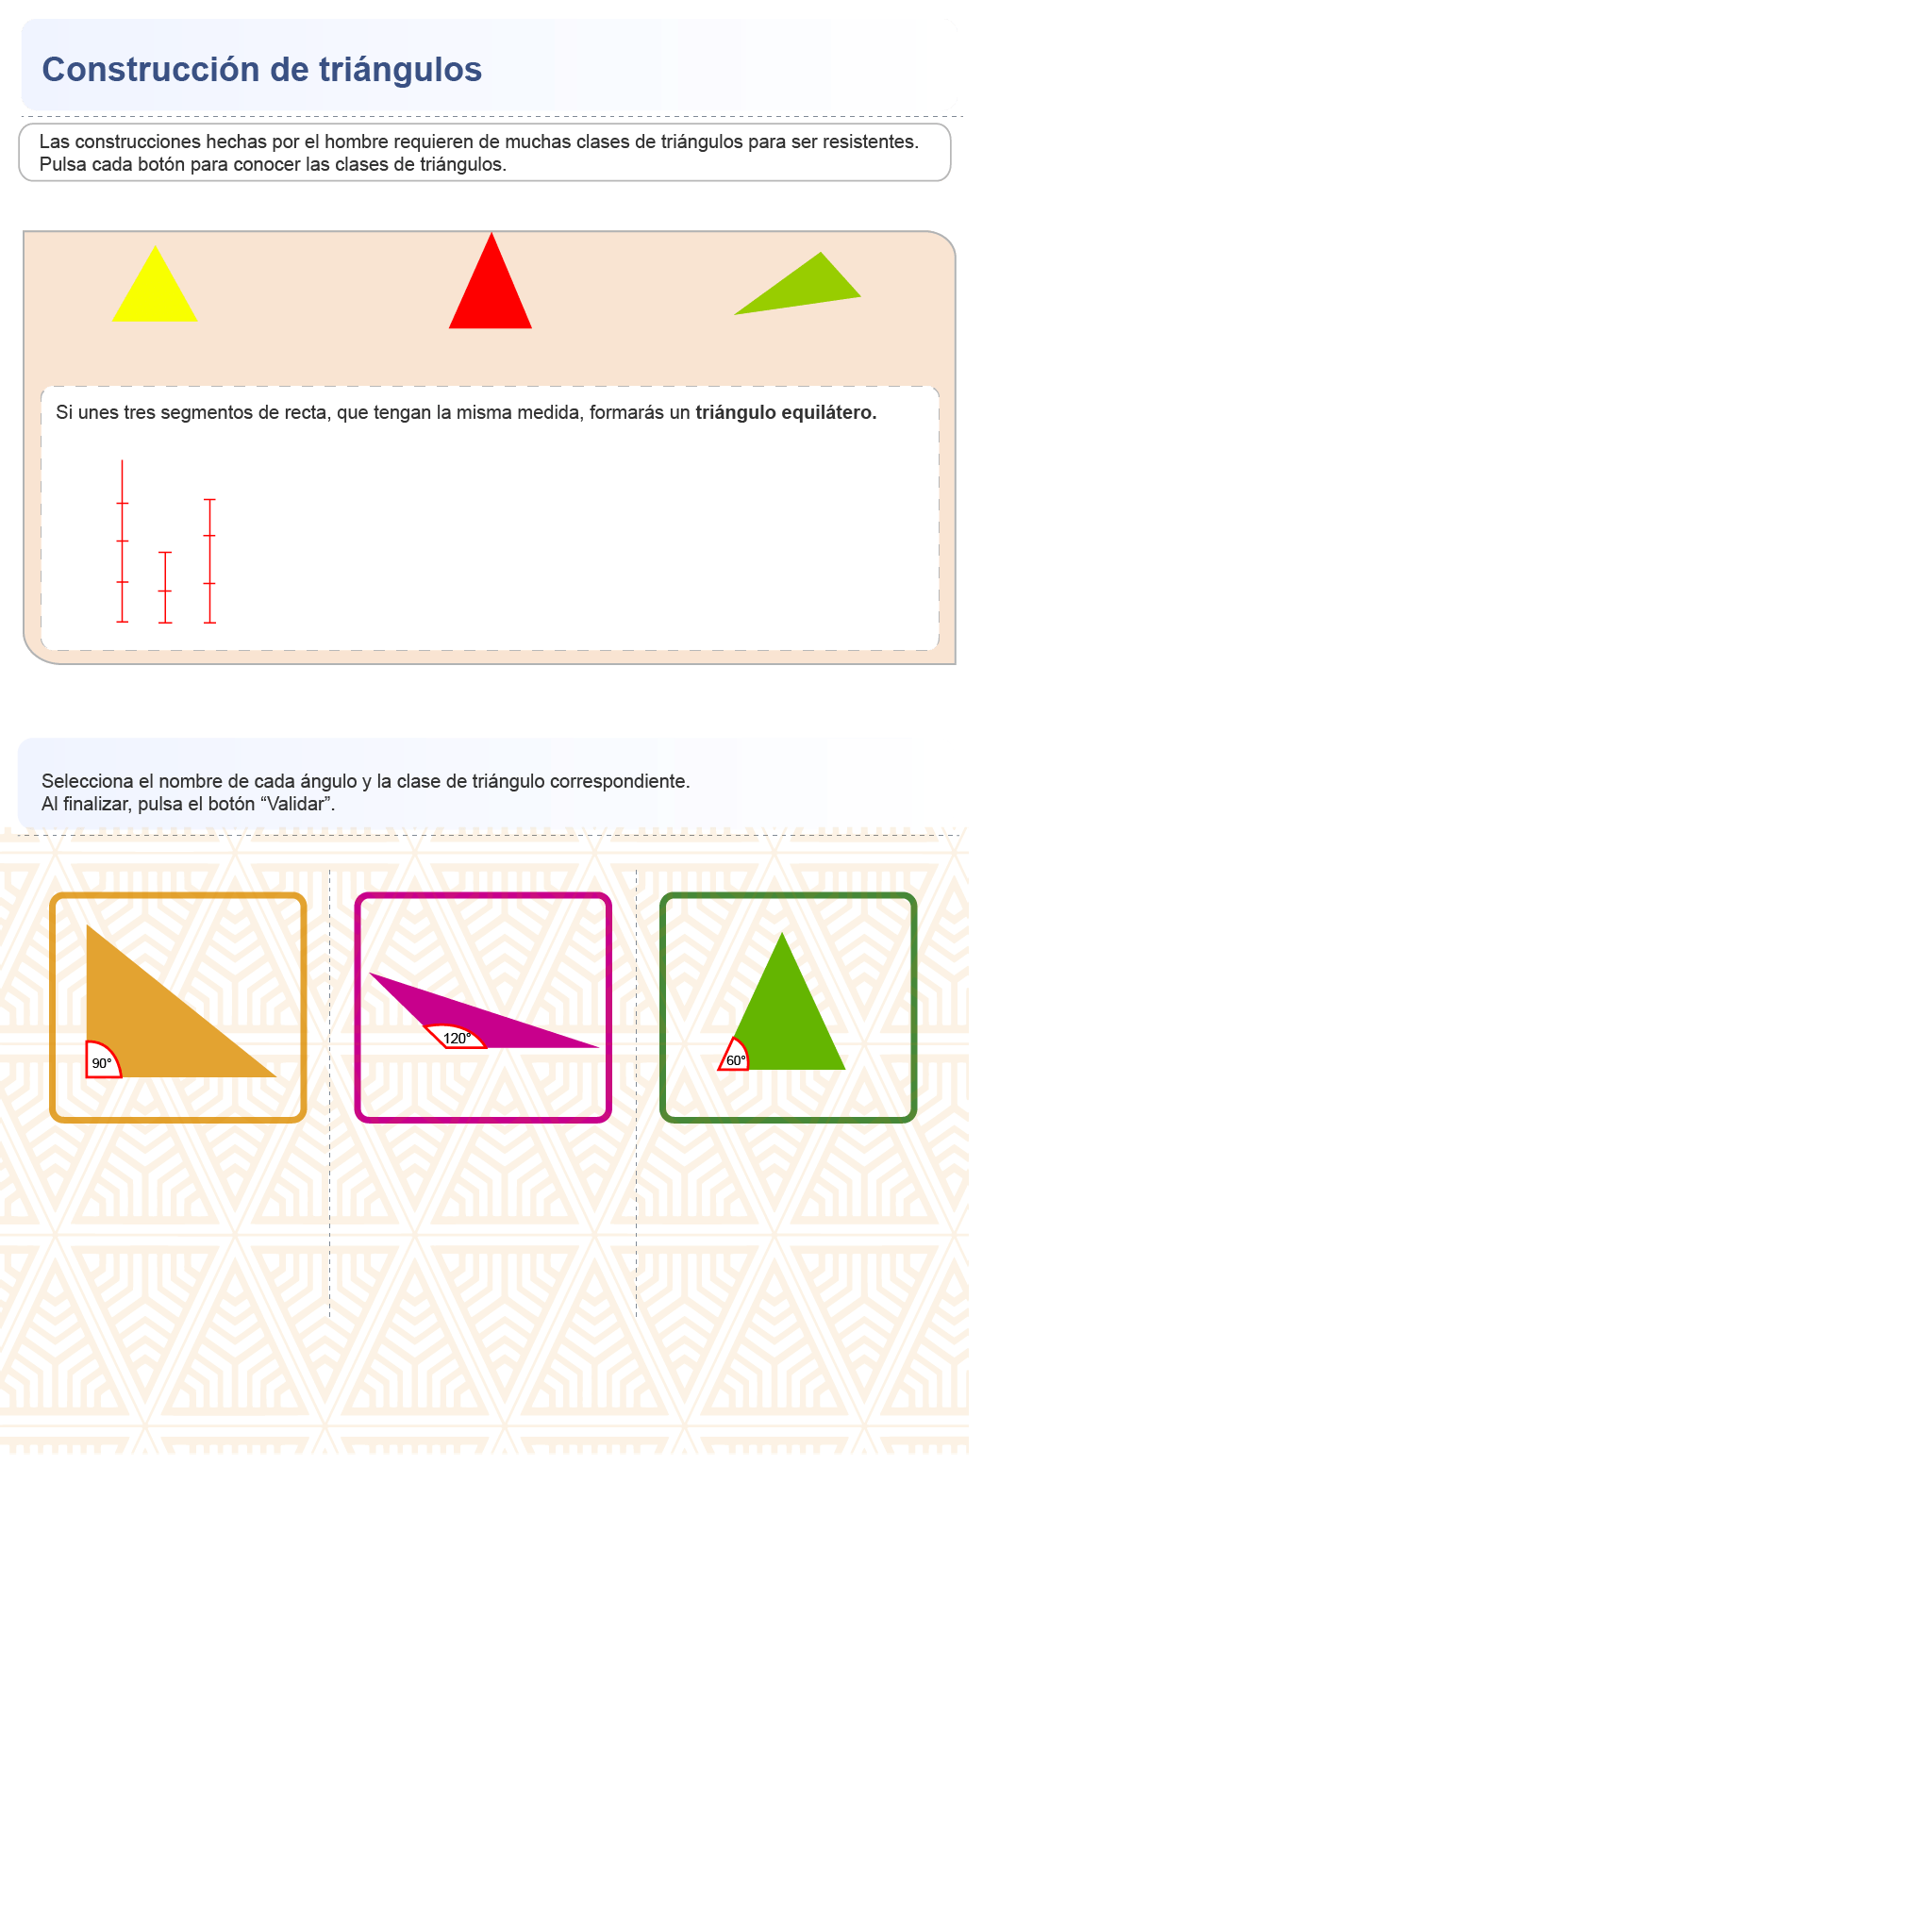 Construcción de triángulos
Las construcciones hechas por el hombre requieren de muchas clases de triángulos para ser resistentes.
Pulsa cada botón para conocer las clases de triángulos.
Si unes tres segmentos de recta, que tengan la misma medida, formarás un triángulo equilátero.
Selecciona el nombre de cada ángulo y la clase de triángulo correspondiente.
Al finalizar, pulsa el botón “Validar”.
90°
120°
60°